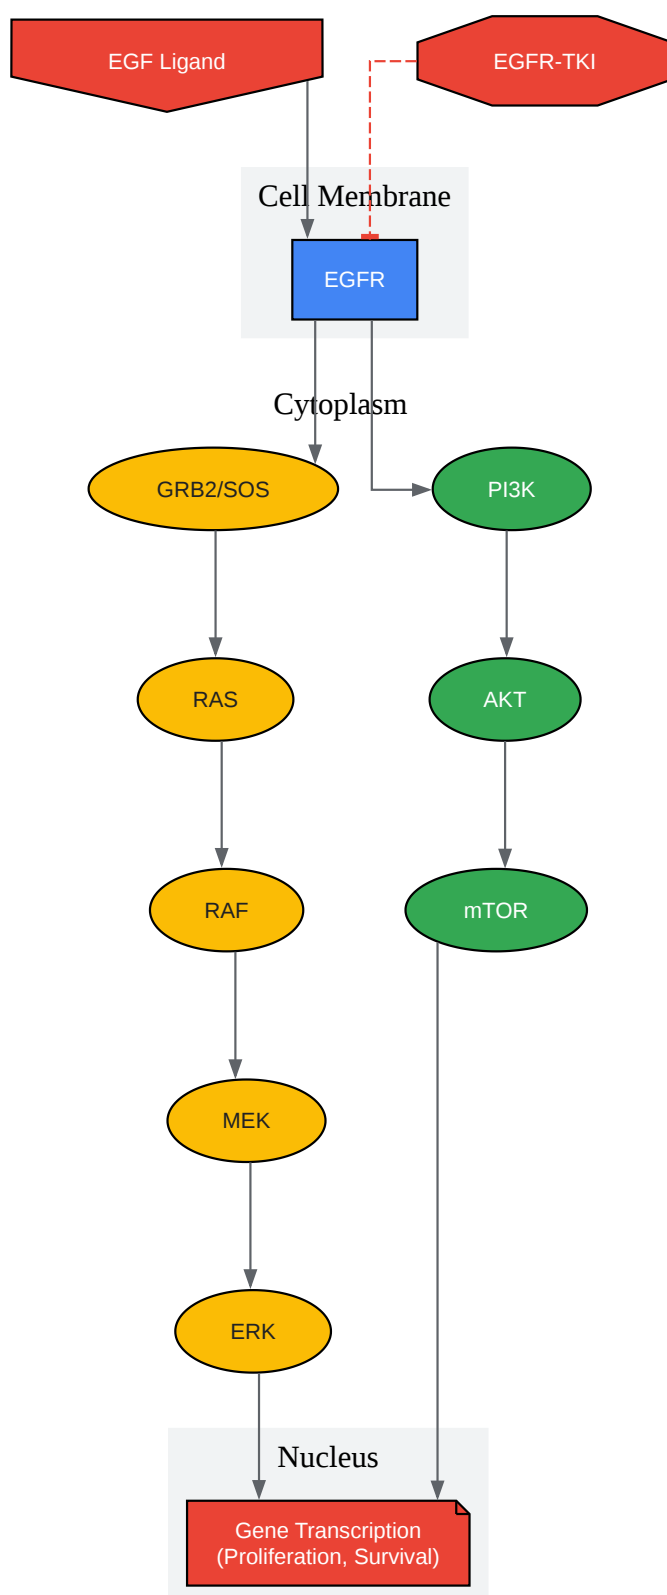 EGF Ligand
EGFR-TKI
Cell Membrane
EGFR
Cytoplasm
GRB2/SOS
PI3K
RAS
AKT
RAF
mTOR
MEK
ERK
Nucleus
Gene Transcription
(Proliferation, Survival)